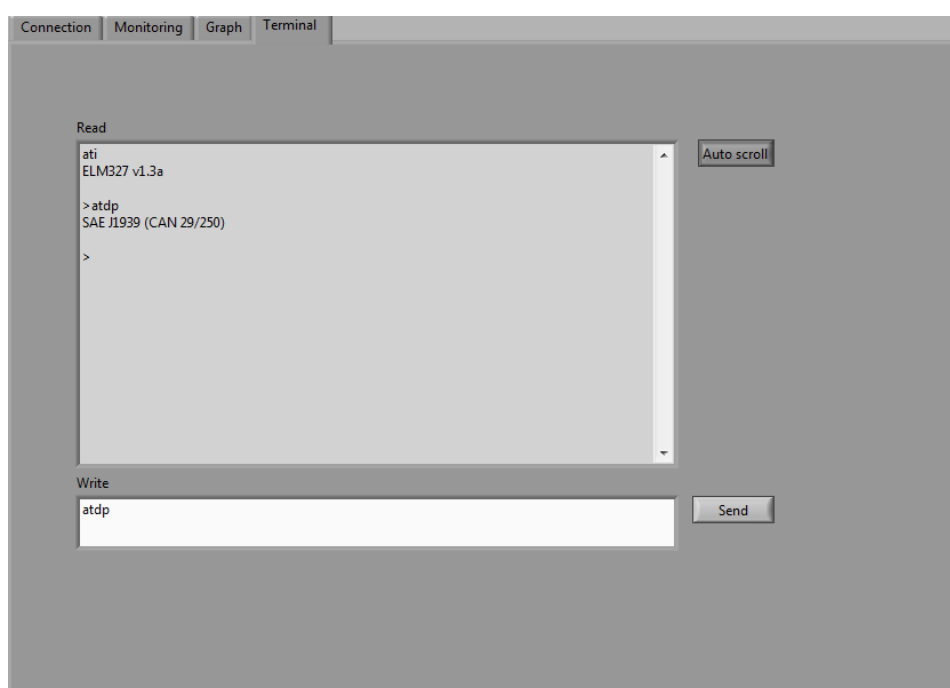 Connection Monitoring Graph Terminal
Read
ati
ELM327 v1.3a
>atdp
SAE J1939 (CAN 29/250)
>
Auto scroll
Write
atdp
Send